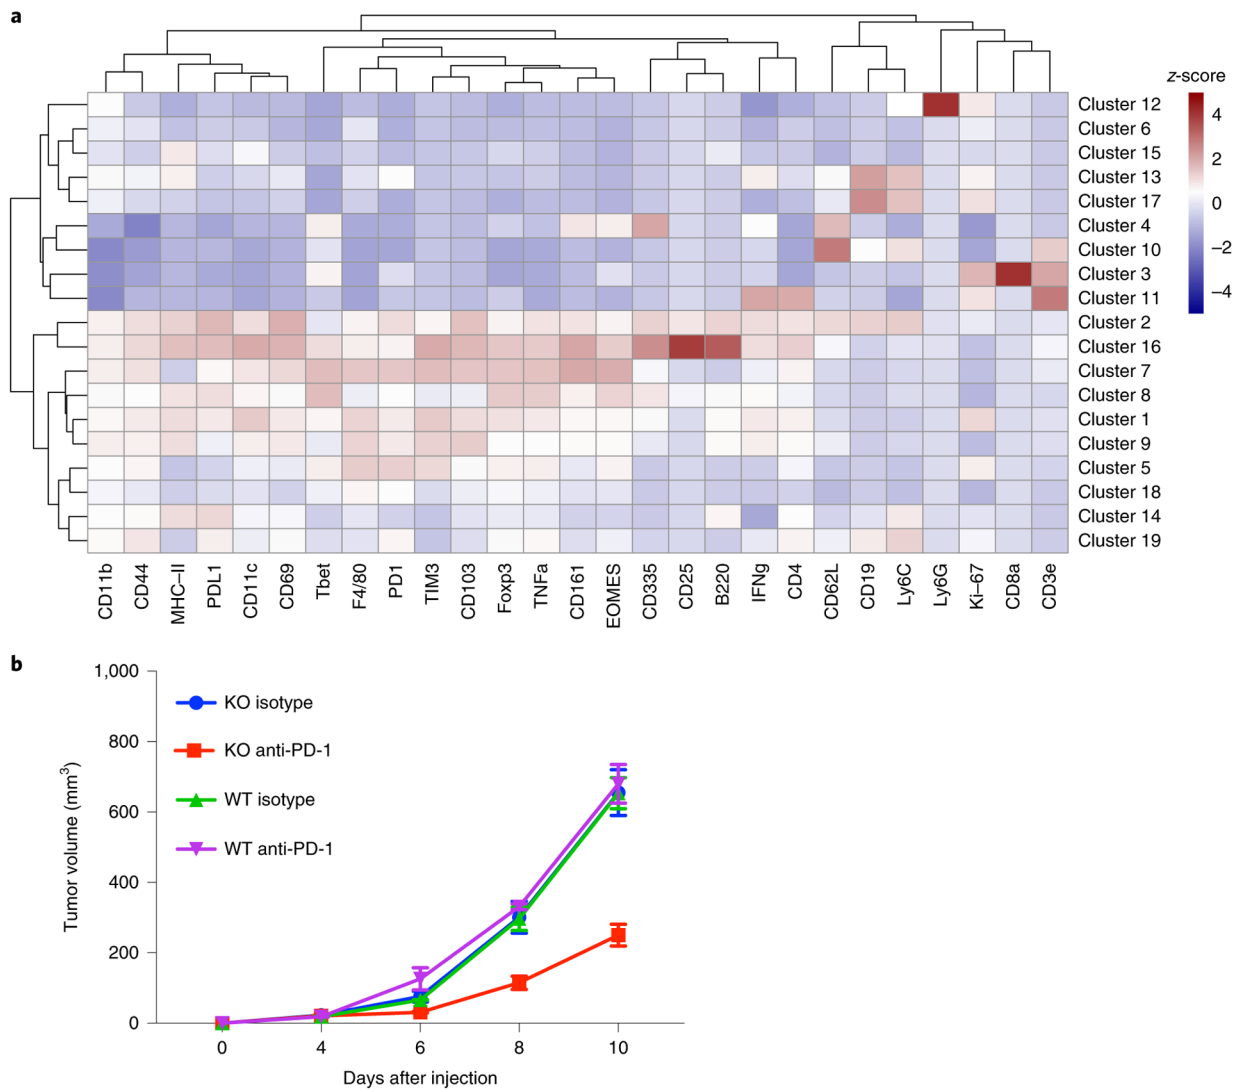 a
z-score
4
2
0
−2
−4
Cluster 12
Cluster 6
Cluster 15
Cluster 13
Cluster 17
Cluster 4
Cluster 10
Cluster 3
Cluster 11
Cluster 2
Cluster 16
Cluster 7
Cluster 8
Cluster 1
Cluster 9
Cluster 5
Cluster 18
Cluster 14
Cluster 19
CD11b
CD44
MHC–II
PDL1
CD11c
CD69
Tbet
F4/80
PD1
TIM3
CD103
Foxp3
TNFa
CD161
EOMES
CD335
CD25
B220
IFNg
CD4
CD62L
CD19
Ly6C
Ly6G
Ki–67
CD8a
CD3e
b
Tumor volume (mm³)
1,000
800
600
400
200
0
KO isotype
KO anti-PD-1
WT isotype
WT anti-PD-1
0
4
6
8
10
Days after injection